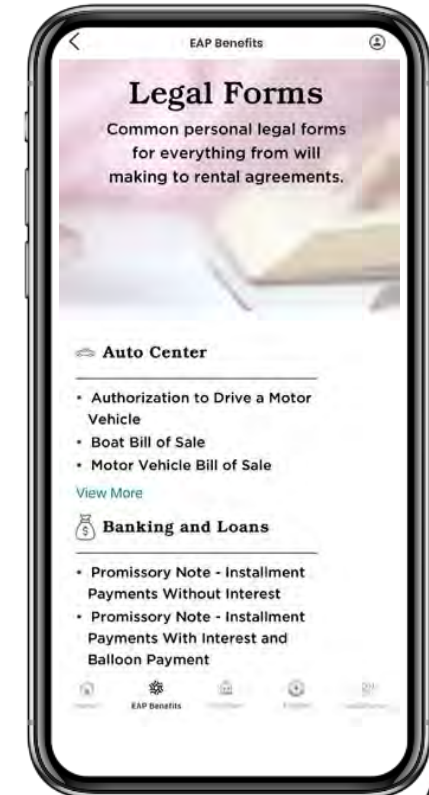 EAP Benefits
Legal Forms
Common personal legal forms
for everything from will
making to rental agreements.
Auto Center
• Authorization to Drive a Motor
Vehicle
• Boat Bill of Sale
• Motor Vehicle Bill of Sale
View More
Banking and Loans
• Promissory Note - Installment
Payments Without Interest
• Promissory Note - Installment
Payments With Interest and
Balloon Payment
EAP Benefits